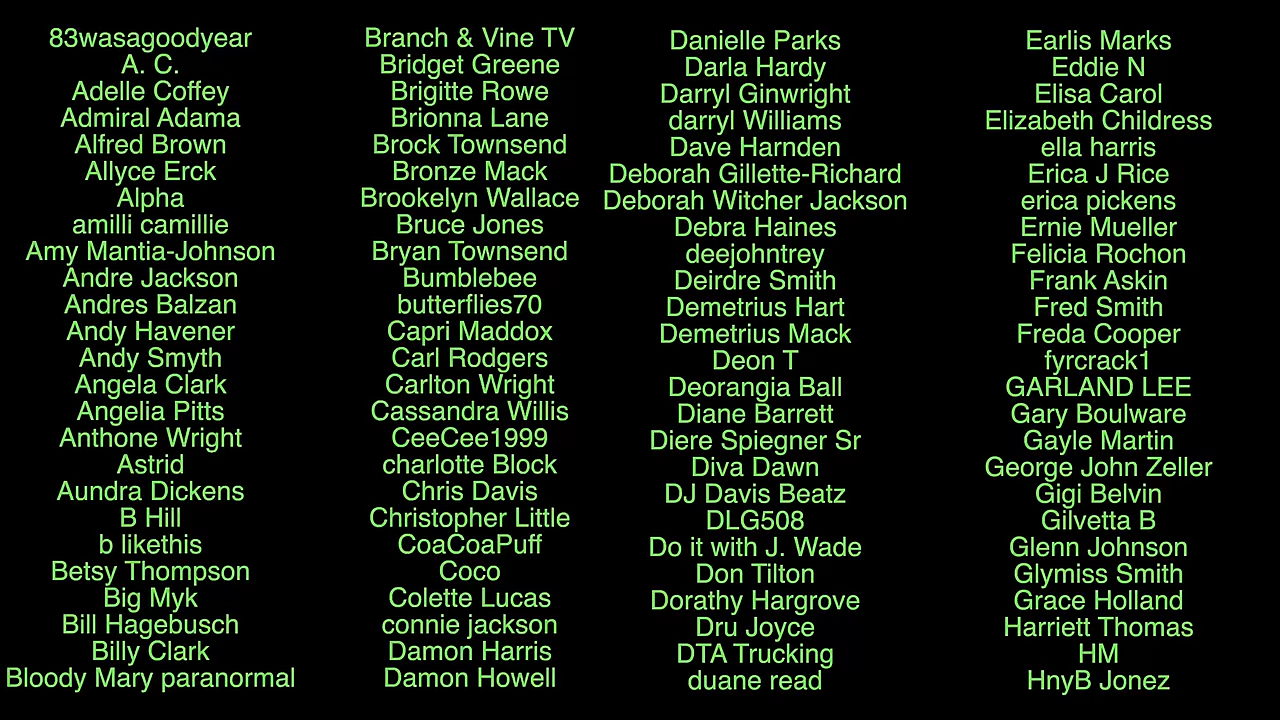 83wasagoodyear
A. C.
Adelle Coffey
Admiral Adama
Alfred Brown
Allyce Erck
Alpha
amilli camillie
Amy Mantia-Johnson
Andre Jackson
Andres Balzan
Andy Havener
Andy Smyth
Angela Clark
Angelia Pitts
Anthone Wright
Astrid
Aundra Dickens
B Hill
b likethis
Betsy Thompson
Big Myk
Bill Hagebusch
Billy Clark
Bloody Mary paranormal
Branch & Vine TV
Bridget Greene
Brigitte Rowe
Brionna Lane
Brock Townsend
Bronze Mack
Brookelyn Wallace
Bruce Jones
Bryan Townsend
Bumblebee
butterflies70
Capri Maddox
Carl Rodgers
Carlton Wright
Cassandra Willis
CeeCee1999
charlotte Block
Chris Davis
Christopher Little
CoaCoaPuff
Coco
Colette Lucas
connie jackson
Damon Harris
Damon Howell
Danielle Parks
Darla Hardy
Darryl Ginwright
darryl Williams
Dave Harnden
Deborah Gillette-Richard
Deborah Witcher Jackson
Debra Haines
deejohntrey
Deirdre Smith
Demetrius Hart
Demetrius Mack
Deon T
Deorangia Ball
Diane Barrett
Diere Spiegner Sr
Diva Dawn
DJ Davis Beatz
DLG508
Do it with J. Wade
Don Tilton
Dorathy Hargrove
Dru Joyce
DTA Trucking
duane read
Earlis Marks
Eddie N
Elisa Carol
Elizabeth Childress
ella harris
Erica J Rice
erica pickens
Ernie Mueller
Felicia Rochon
Frank Askin
Fred Smith
Freda Cooper
fyrcrack1
GARLAND LEE
Gary Boulware
Gayle Martin
George John Zeller
Gigi Belvin
Gilvetta B
Glenn Johnson
Glymiss Smith
Grace Holland
Harriett Thomas
HM
HnyB Jonez